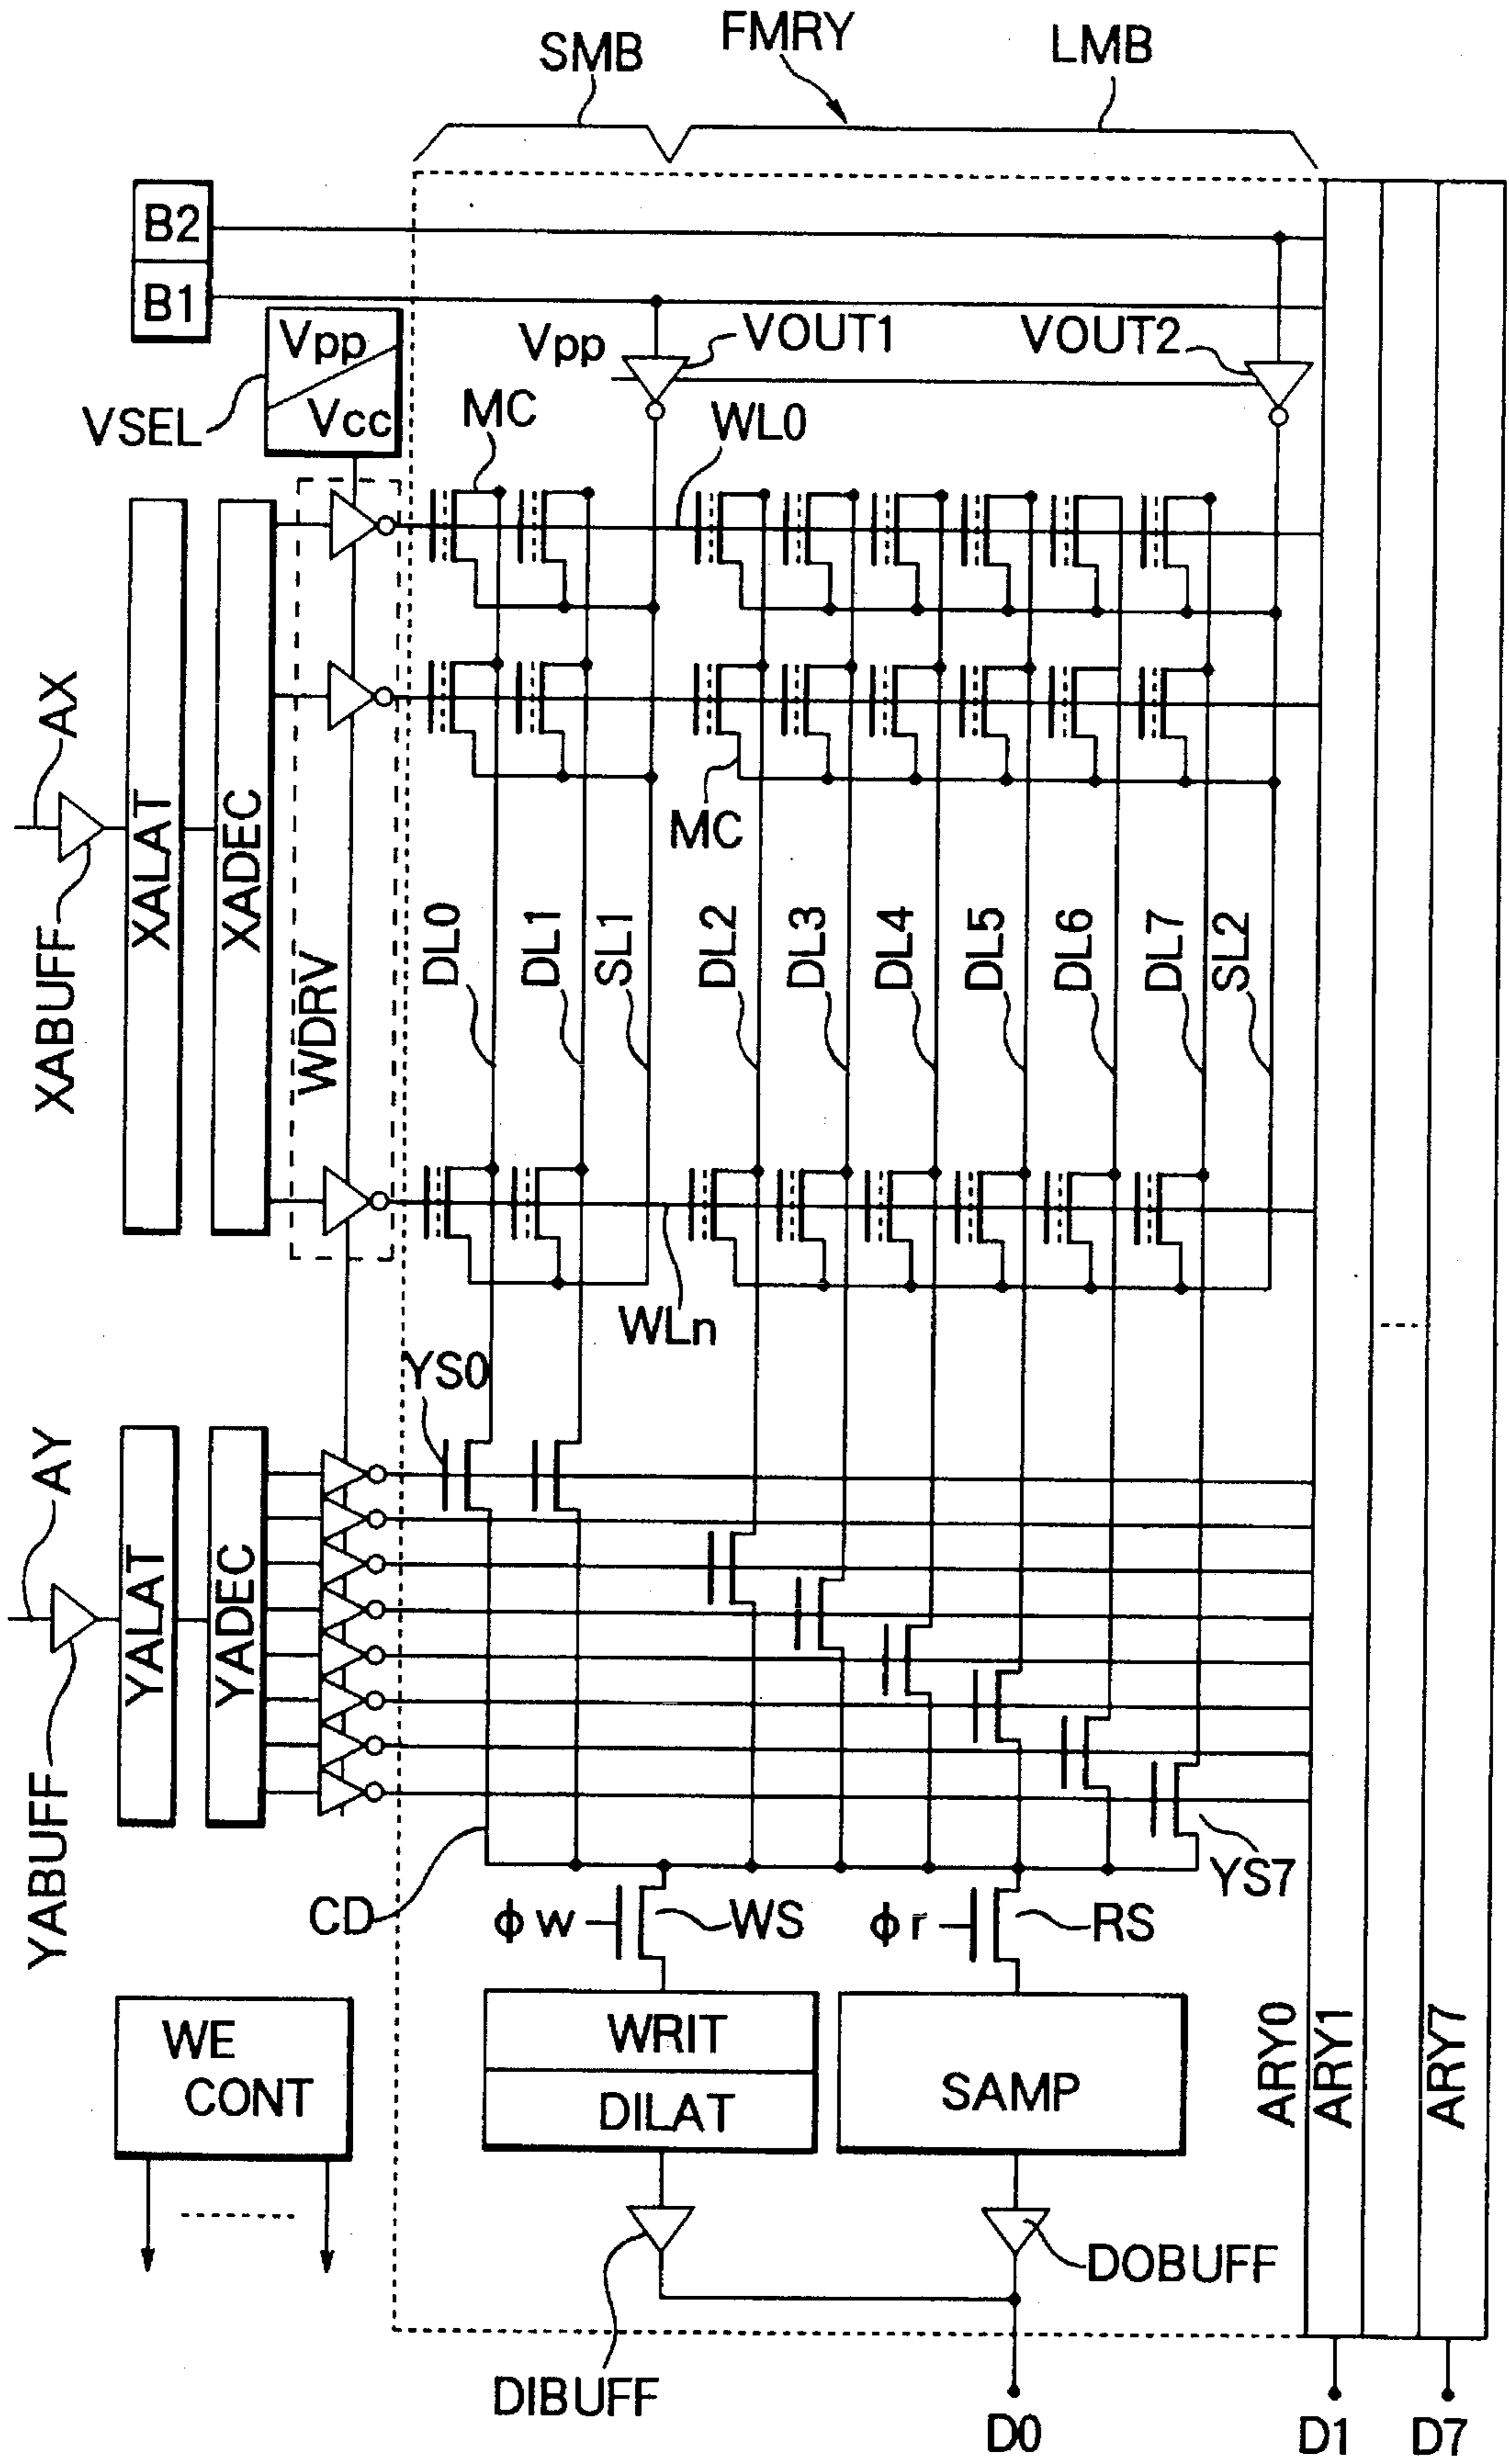 FMRY
SMB
LMB
B2
B1
Vpp
Vcc
VSEL
Vpp
VOUT1
VOUT2
MC
WL0
AX
XABUFF
XALAT
XADEC
WDRV
MC
DL0
DL1
SL1
DL2
DL3
DL4
DL5
DL6
DL7
SL2
WLn
YS0
AY
YABUFF
YALAT
YADEC
CD
YS7
ϕw
WS
ϕr
RS
WE
CONT
WRIT
DILAT
SAMP
ARY0
ARY1
ARY7
DIBUFF
DOBUFF
D0
D1
D7